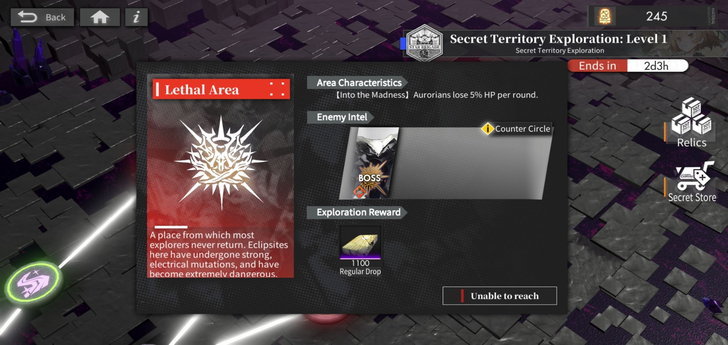 Back
i
245
Secret Territory Exploration: Level 1
Secret Territory Exploration
Ends in 2d3h
Lethal Area
Area Characteristics
【Into the Madness】Aurorians lose 5% HP per round.
Enemy Intel
Counter Circle
BOSS
Exploration Reward
1100
Regular Drop
A place from which most
explorers never return. Eclipsites
here have undergone strong,
electrical mutations, and have
become extremely dangerous.
Unable to reach
Relics
Secret Store